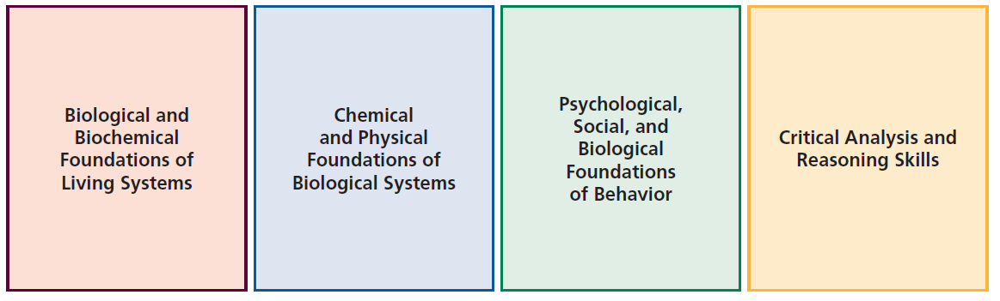 Biological and
Biochemical
Foundations of
Living Systems
Chemical
and Physical
Foundations of
Biological Systems
Psychological,
Social, and
Biological
Foundations
of Behavior
Critical Analysis and
Reasoning Skills